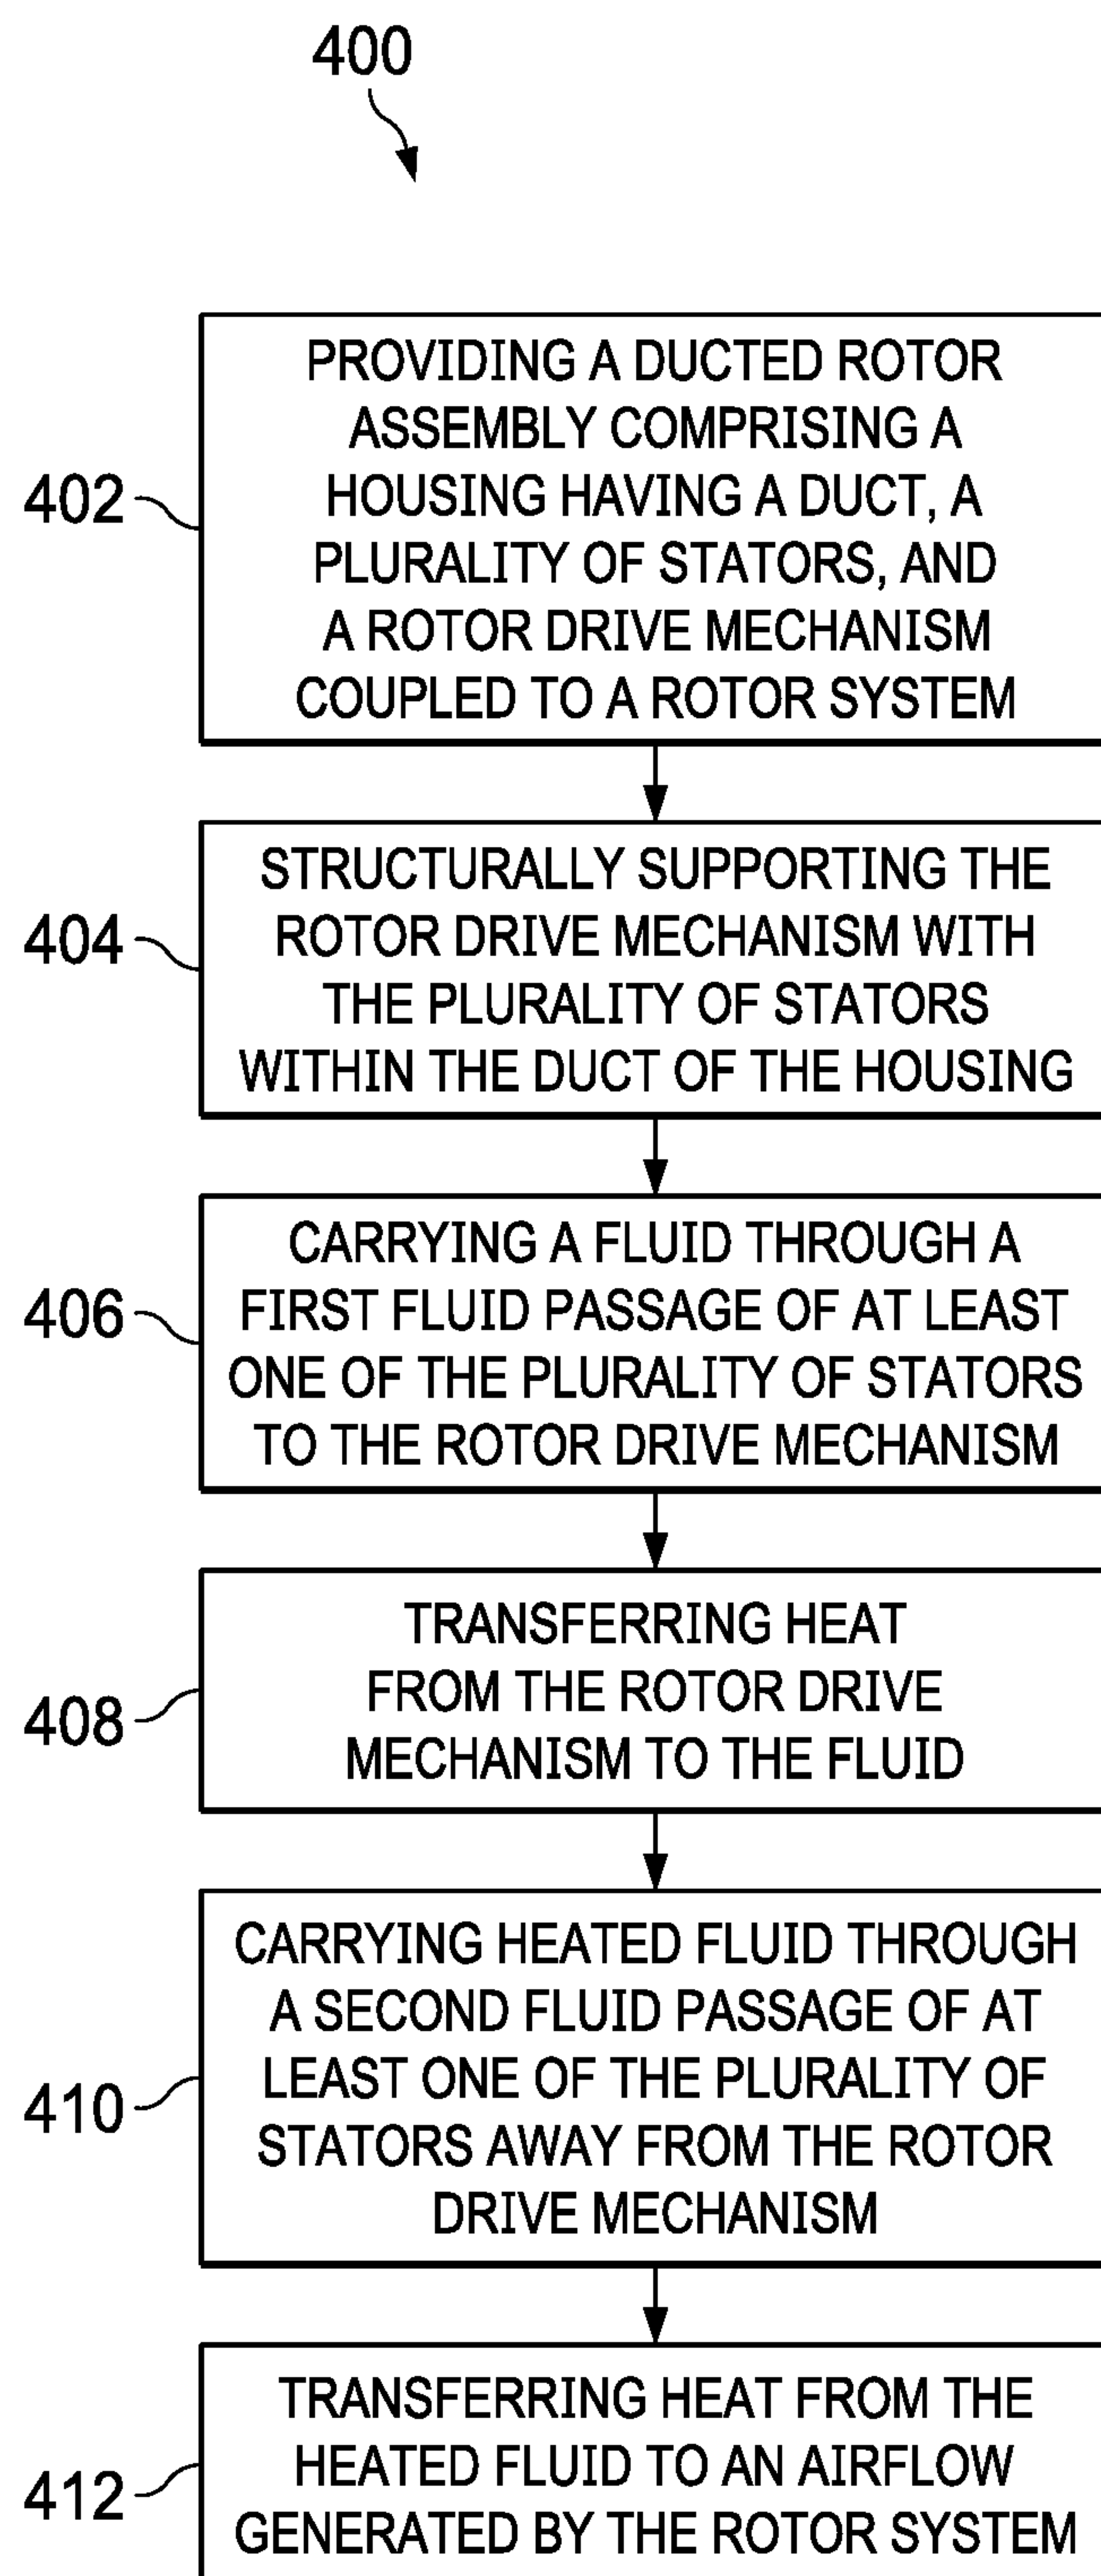 400
402
PROVIDING A DUCTED ROTOR
ASSEMBLY COMPRISING A
HOUSING HAVING A DUCT, A
PLURALITY OF STATORS, AND
A ROTOR DRIVE MECHANISM
COUPLED TO A ROTOR SYSTEM
404
STRUCTURALLY SUPPORTING THE
ROTOR DRIVE MECHANISM WITH
THE PLURALITY OF STATORS
WITHIN THE DUCT OF THE HOUSING
406
CARRYING A FLUID THROUGH A
FIRST FLUID PASSAGE OF AT LEAST
ONE OF THE PLURALITY OF STATORS
TO THE ROTOR DRIVE MECHANISM
408
TRANSFERRING HEAT
FROM THE ROTOR DRIVE
MECHANISM TO THE FLUID
410
CARRYING HEATED FLUID THROUGH
A SECOND FLUID PASSAGE OF AT
LEAST ONE OF THE PLURALITY OF
STATORS AWAY FROM THE ROTOR
DRIVE MECHANISM
412
TRANSFERRING HEAT FROM THE
HEATED FLUID TO AN AIRFLOW
GENERATED BY THE ROTOR SYSTEM